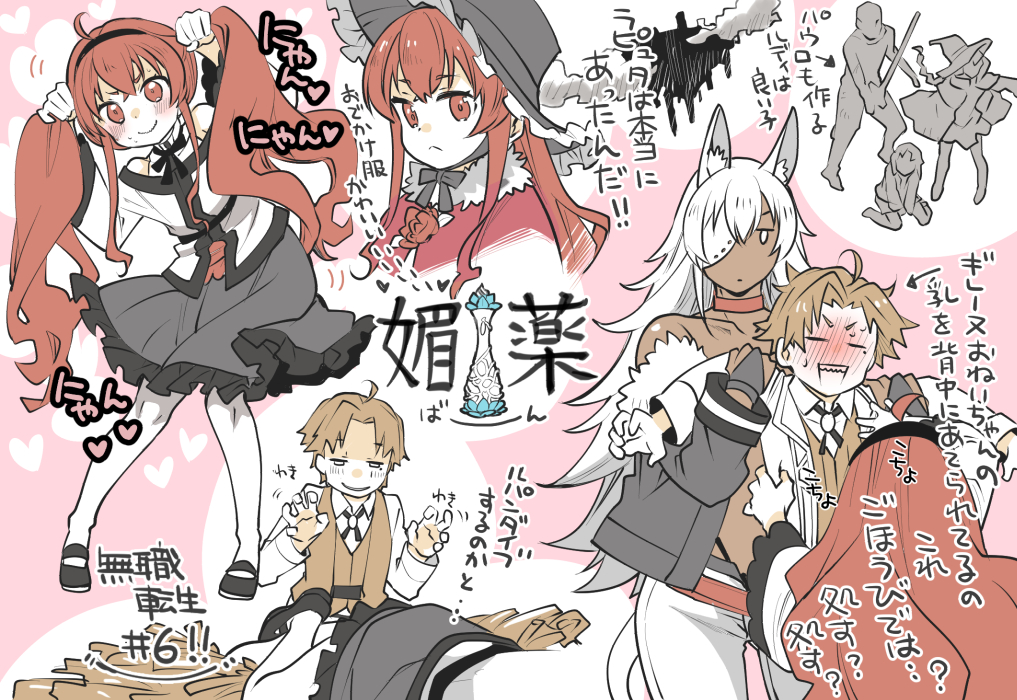 にゃん♥
にゃん♥
にゃん
♥♥
おでかけ服
かわいい!!!!!!
ラピュタは本当に
あったんだ!!
パウロも作る
ルディは
良い子
媚薬
ばーん
ギレーヌおねいちゃんの
乳を背中にあてられてるの
これ
ごほうびでは..?
処す?
処す?
こちょ
こちょ
わき
わき
ルパンダイブ
するのかと…
無職
転生
#6!!